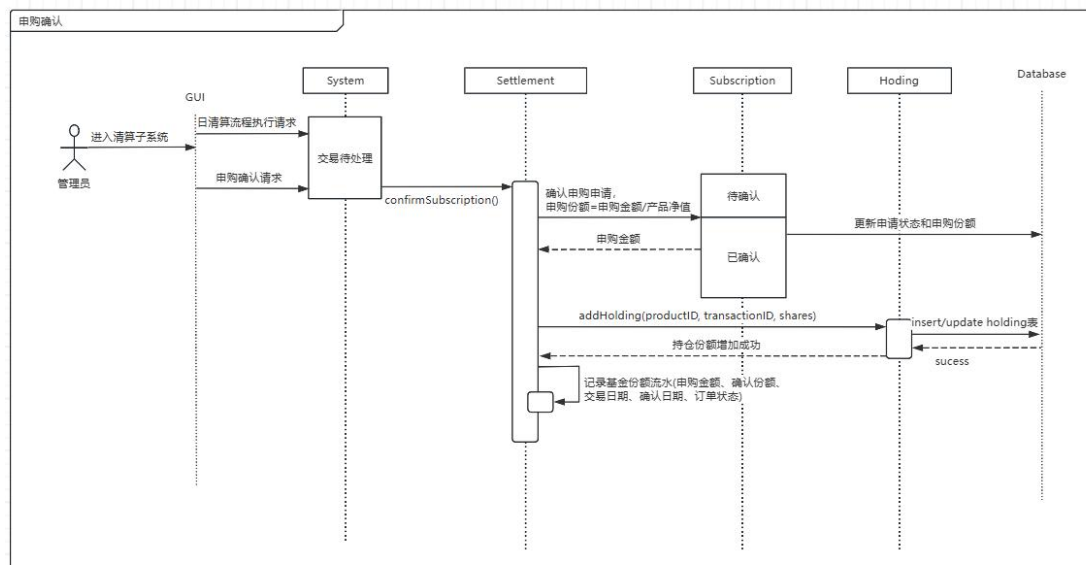 申购确认
System
Settlement
Subscription
Hoding
Database
GUI
日清算流程执行请求
进入清算子系统
交易待处理
管理员
申购确认请求
confirmSubscription()
确认申购申请,
申购份额=申购金额/产品净值
待确认
更新申请状态和申购份额
申购金额
已确认
addHolding(productID, transactionID, shares)
insert/update holding表
持仓份额增加成功
sucess
记录基金份额流水(申购金额、确认份额、
交易日期、确认日期、订单状态)